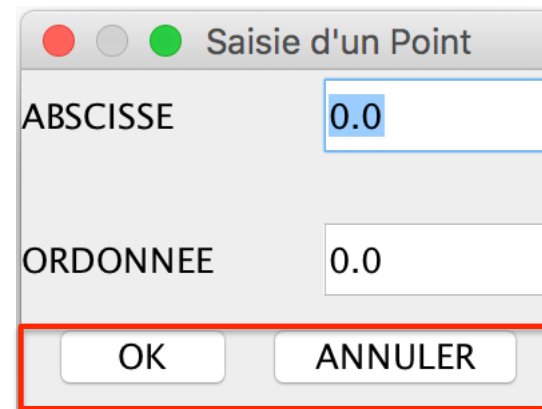 Saisie d'un Point
ABSCISSE 0.0
ORDONNEE 0.0
OK ANNULER